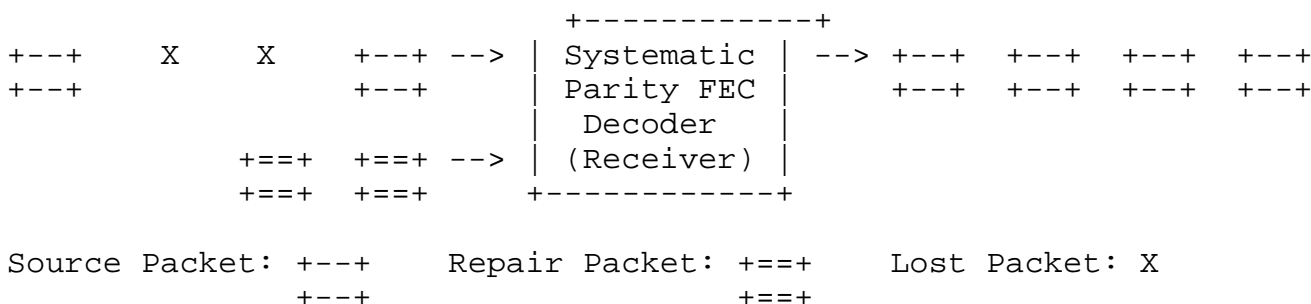 +------------+
+--+    X    X    +--+ --> | Systematic | --> +--+  +--+  +--+  +--+
+--+              +--+     | Parity FEC |     +--+  +--+  +--+  +--+
                           |  Decoder   |
            +==+  +==+ --> | (Receiver) |
            +==+  +==+     +------------+

Source Packet: +--+    Repair Packet: +==+    Lost Packet: X
               +--+                   +==+